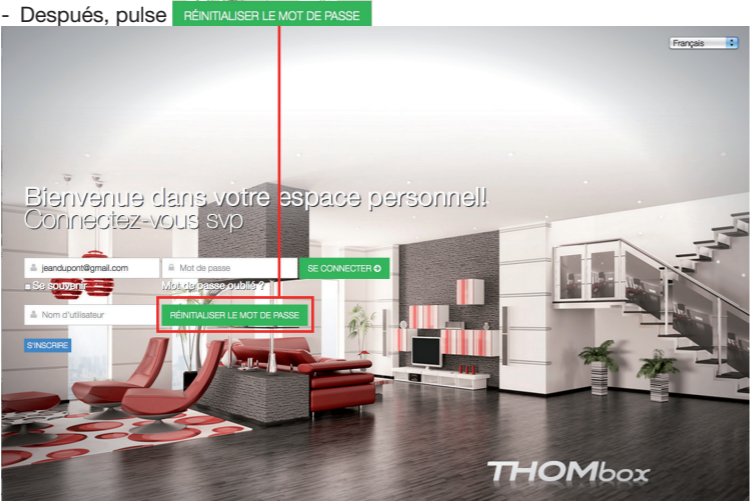 - Después, pulse RÉINITIALISER LE MOT DE PASSE
Français
Bienvenue dans votre espace personnel!
Connectez-vous svp
jeandupont@gmail.com Mot de passe SE CONNECTER
Se souvenir Mot de passe oublié ?
Nom d'utilisateur RÉINITIALISER LE MOT DE PASSE
S'INSCRIRE
THOMbox